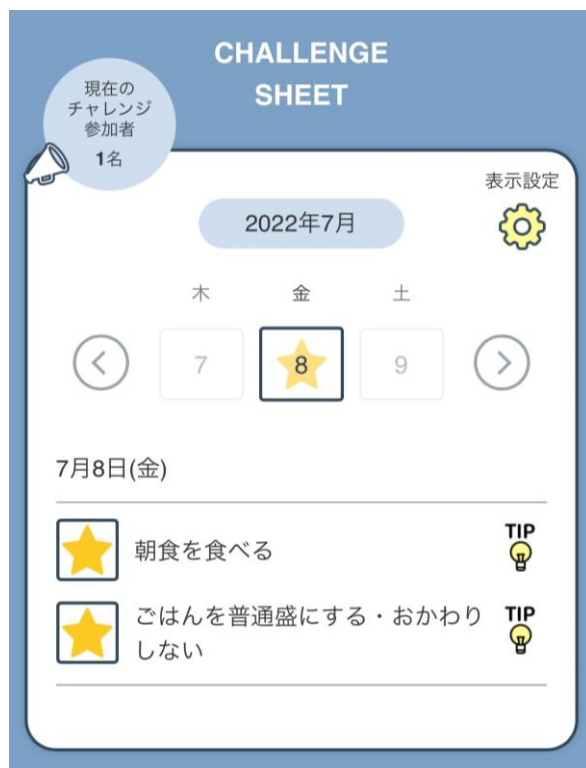 CHALLENGE
SHEET
現在の
チャレンジ
参加者
1名
表示設定
2022年7月
木 金 土
7 8 9
7月8日(金)
朝食を食べる
TIP
ごはんを普通盛にする・おかわり
しない
TIP